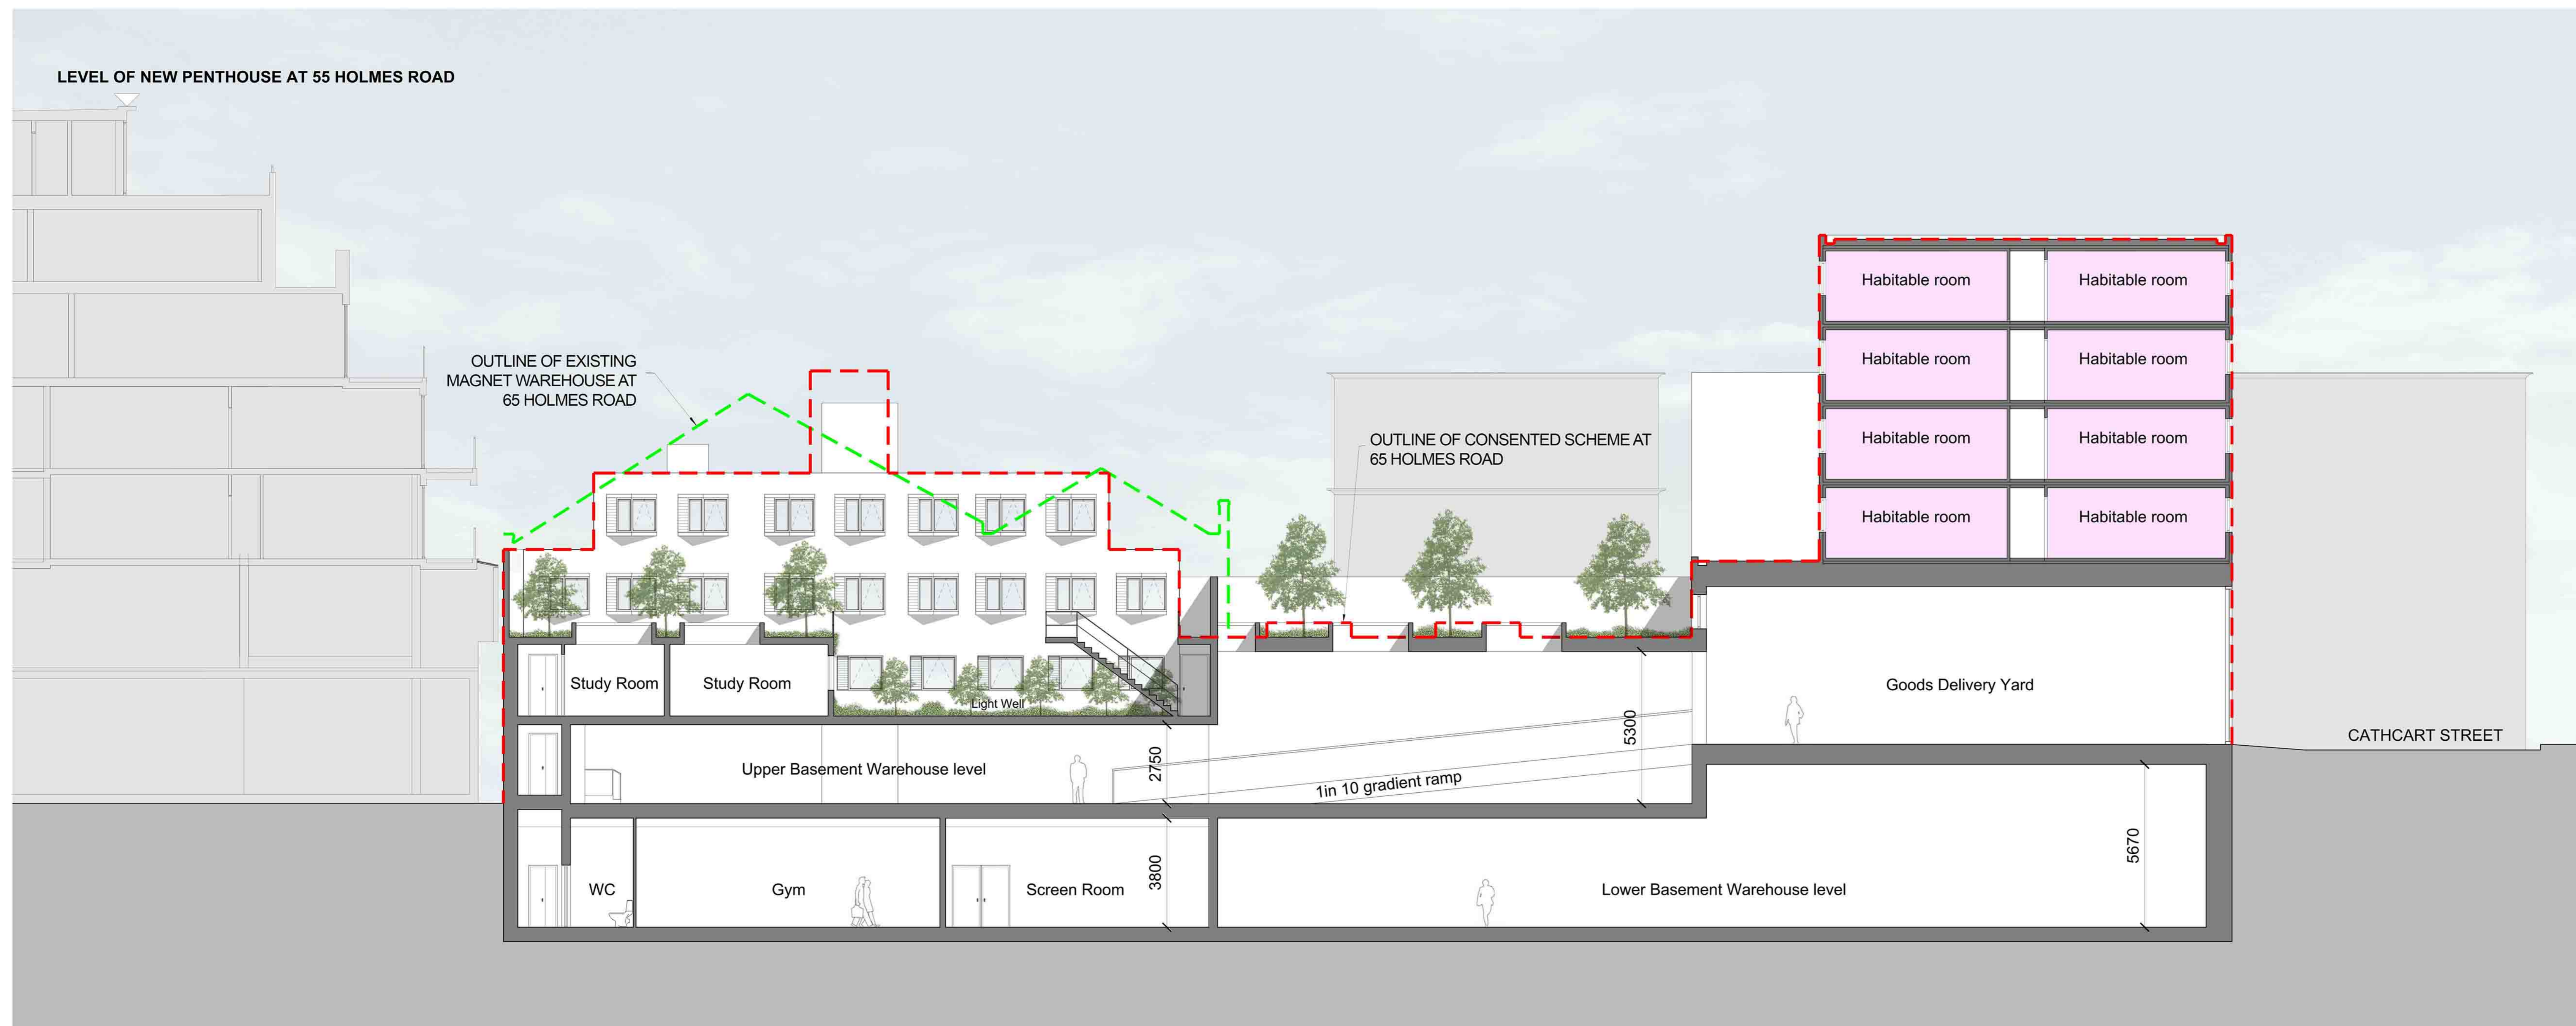 LEVEL OF NEW PENTHOUSE AT 55 HOLMES ROAD
OUTLINE OF EXISTING
MAGNET WAREHOUSE AT
65 HOLMES ROAD
OUTLINE OF CONSENTED SCHEME AT
65 HOLMES ROAD
Habitable room
Habitable room
Habitable room
Habitable room
Habitable room
Habitable room
Habitable room
Habitable room
Study Room
Study Room
Light Well
Goods Delivery Yard
CATHCART STREET
Upper Basement Warehouse level
2750
5300
1in 10 gradient ramp
WC
Gym
Screen Room
3800
Lower Basement Warehouse level
5670